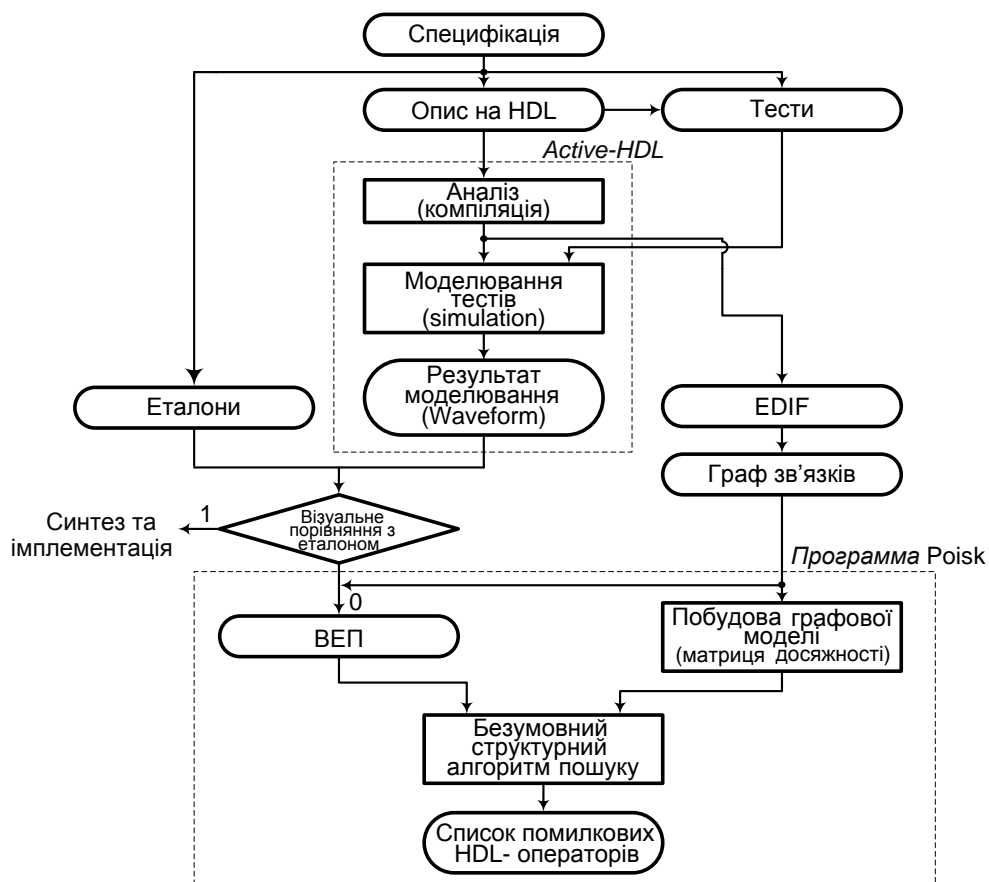 Специфікація
Опис на HDL
Тести
Active-HDL
Аналіз
(компіляція)
Моделювання
тестів
(simulation)
Результат
моделювання
(Waveform)
Еталони
EDIF
Граф зв’язків
Візуальне
порівняння з
еталоном
1
Синтез та
імплементація
Программа Poisk
0
ВЕП
Побудова графової
моделі
(матриця досяжності)
Безумовний
структурний
алгоритм пошуку
Список помилкових
HDL- операторів